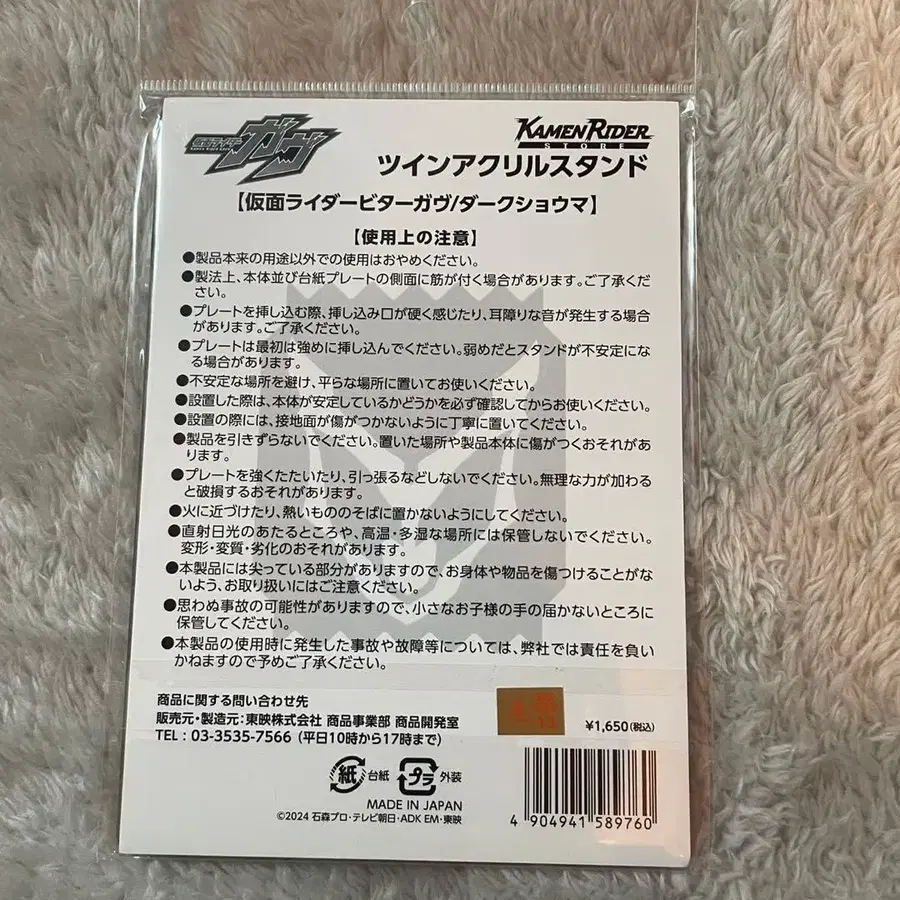 仮面ライダー
ガヴ
KAMEN RIDER
STORE
ツインアクリルスタンド
【仮面ライダービターガヴ/ダークショウマ】
【使用上の注意】
●製品本来の用途以外での使用はおやめください。
●製法上、本体並び台紙プレートの側面に筋が付く場合があります。ご了承くだ
さい。
●プレートを挿し込む際、挿し込み口が硬く感じたり、耳障りな音が発生する場合
があります。ご了承ください。
●プレートは最初は強めに挿し込んでください。弱めだとスタンドが不安定にな
る場合があります。
●不安定な場所を避け、平らな場所に置いてお使いください。
●設置した際は、本体が安定しているかどうかを必ず確認してからお使いください。
●設置の際には、接地面が傷がつかないように丁寧に置いてください。
●製品を引きずらないでください。置いた場所や製品本体に傷がつくおそれがあ
ります。
●プレートを強くたたいたり、引っ張るなどしないでください。無理な力が加わる
と破損するおそれがあります。
●火に近づけたり、熱いもののそばに置かないようにしてください。
●直射日光のあたるところや、高温・多湿な場所には保管しないでください。
変形・変質・劣化のおそれがあります。
●本製品には尖っている部分がありますので、お身体や物品を傷つけることがな
いよう、お取り扱いにはご注意ください。
●思わぬ事故の可能性がありますので、小さなお子様の手の届かないところに
保管してください。
●本製品の使用時に発生した事故や故障等については、弊社では責任を負い
かねますので予めご了承ください。
商品に関する問い合わせ先
販売元・製造元:東映株式会社 商品事業部 商品開発室
TEL : 03-3535-7566 (平日10時から17時まで)
¥1,650(税込)
紙 台紙 プラ 外装
MADE IN JAPAN
©2024 石森プロ・テレビ朝日・ADK EM・東映
4 904941 589760